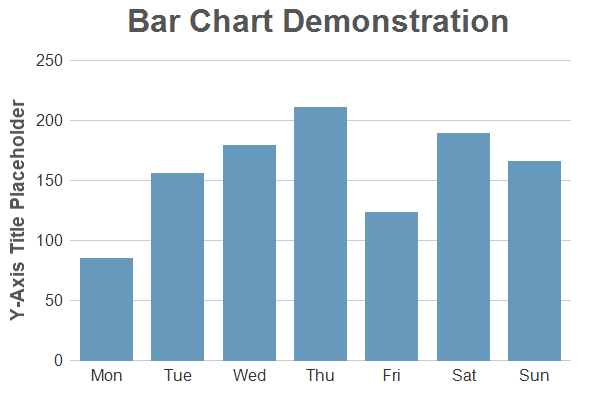 Bar Chart Demonstration
Y-Axis Title Placeholder
250
200
150
100
50
0
Mon Tue Wed Thu Fri Sat Sun